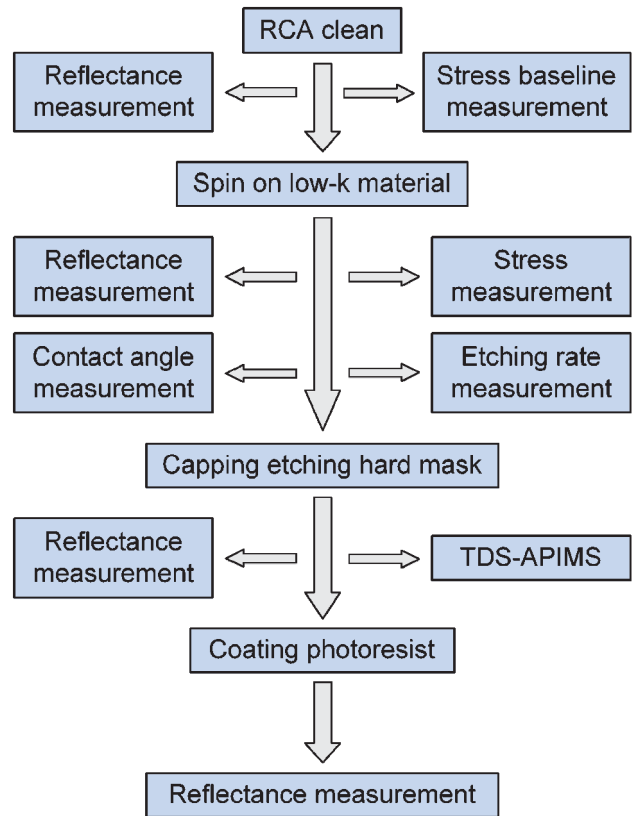 RCA clean
Reflectance
measurement
Stress baseline
measurement
Spin on low-k material
Reflectance
measurement
Stress
measurement
Contact angle
measurement
Etching rate
measurement
Capping etching hard mask
Reflectance
measurement
TDS-APIMS
Coating photoresist
Reflectance measurement